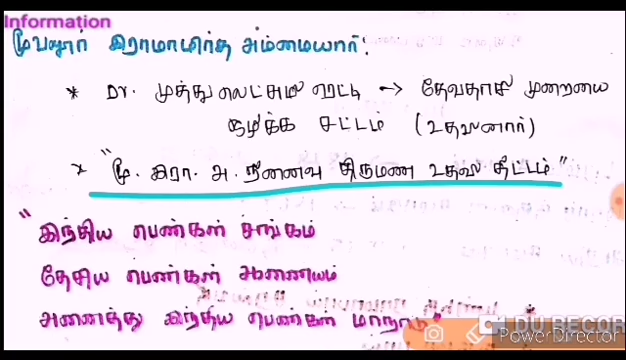 Information
மூவலூர் இராமாமிர்த அம்மையார்:
* Dr. முத்து லட்சுமி ரெட்டி → தேவதாசி முறையை
ஒழிக்க சட்டம் (உதவினார்)
* "மூ. இரா. அ. நினைவு திருமண உதவி திட்டம்"
"இந்திய பெண்கள் சங்கம்
தேசிய பெண்கள் ஆணையம்
அனைத்து இந்திய பெண்கள் மாநாடு"
DU RECOR
PowerDirector